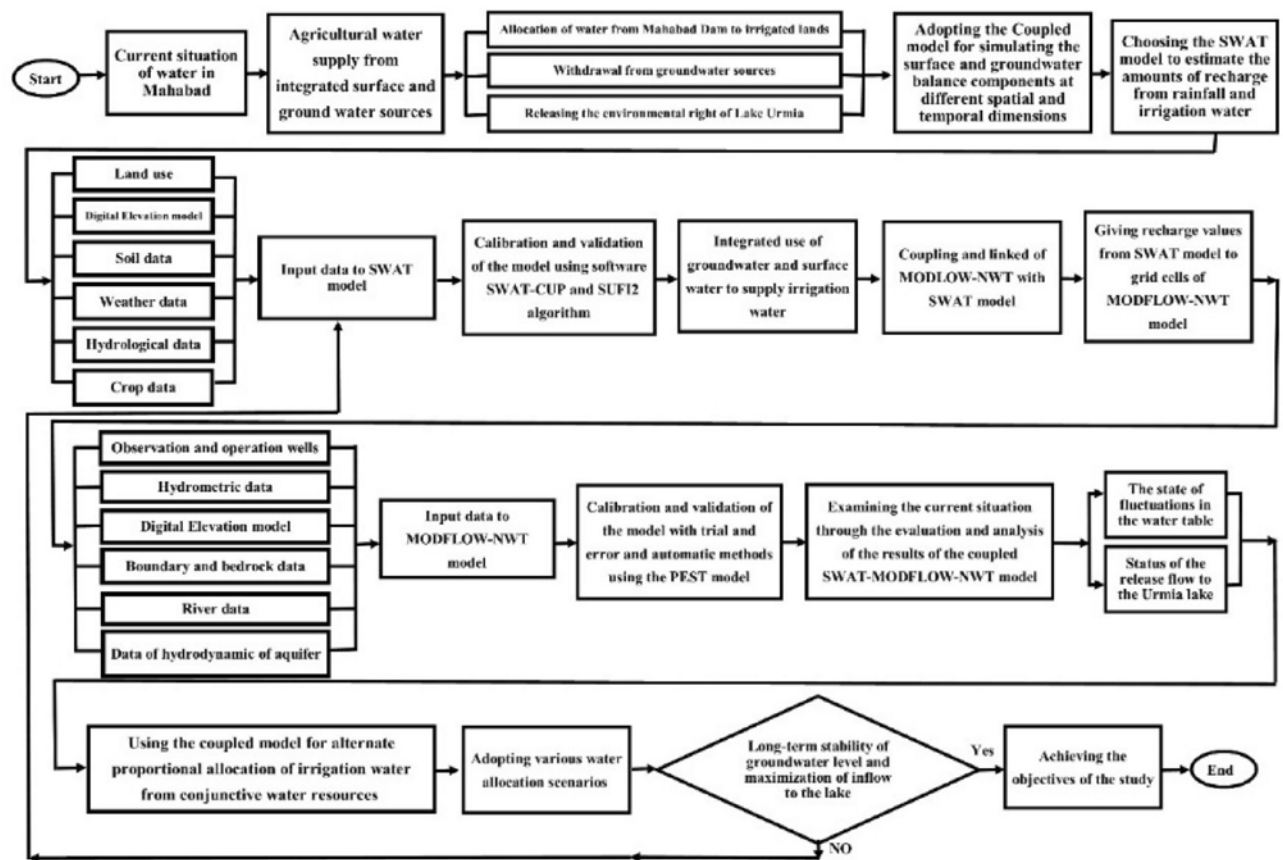 Start
Current situation
of water in
Mahabad
Agricultural water
supply from
integrated surface and
ground water sources
Allocation of water from Mahabad Dam to irrigated lands
Withdrawal from groundwater sources
Releasing the environmental right of Lake Urmia
Adopting the Coupled
model for simulating the
surface and groundwater
balance components at
different spatial and
temporal dimensions
Choosing the SWAT
model to estimate the
amounts of recharge
from rainfall and
irrigation water
Land use
Digital Elevation model
Soil data
Weather data
Hydrological data
Crop data
Input data to SWAT
model
Calibration and validation
of the model using software
SWAT-CUP and SUFI2
algorithm
Integrated use of
groundwater and surface
water to supply irrigation
water
Coupling and linked of
MODLOW-NWT with
SWAT model
Giving recharge values
from SWAT model to
grid cells of
MODFLOW-NWT
model
Observation and operation wells
Hydrometric data
Digital Elevation model
Boundary and bedrock data
River data
Data of hydrodynamic of aquifer
Input data to
MODFLOW-NWT
model
Calibration and validation
of the model with trial and
error and automatic methods
using the PEST model
Examining the current situation
through the evaluation and analysis
of the results of the coupled
SWAT-MODFLOW-NWT model
The state of
fluctuations in
the water table
Status of the
release flow to
the Urmia lake
Using the coupled model for alternate
proportional allocation of irrigation water
from conjunctive water resources
Adopting various water
allocation scenarios
Long-term stability of
groundwater level and
maximization of inflow
to the lake
Yes
Achieving the
objectives of the study
End
NO